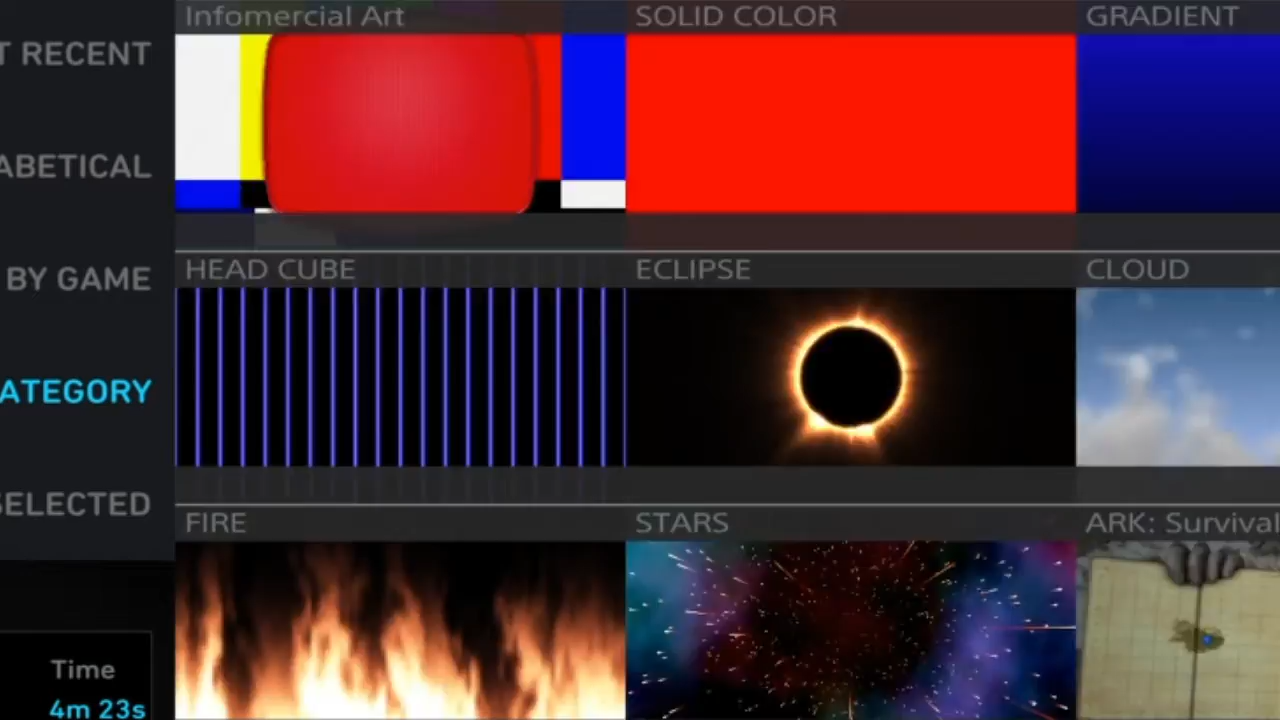 T RECENT
ABETICAL
BY GAME
ATEGORY
SELECTED
Time
4m 23s
Infomercial Art
SOLID COLOR
GRADIENT
HEAD CUBE
ECLIPSE
CLOUD
FIRE
STARS
ARK: Survival